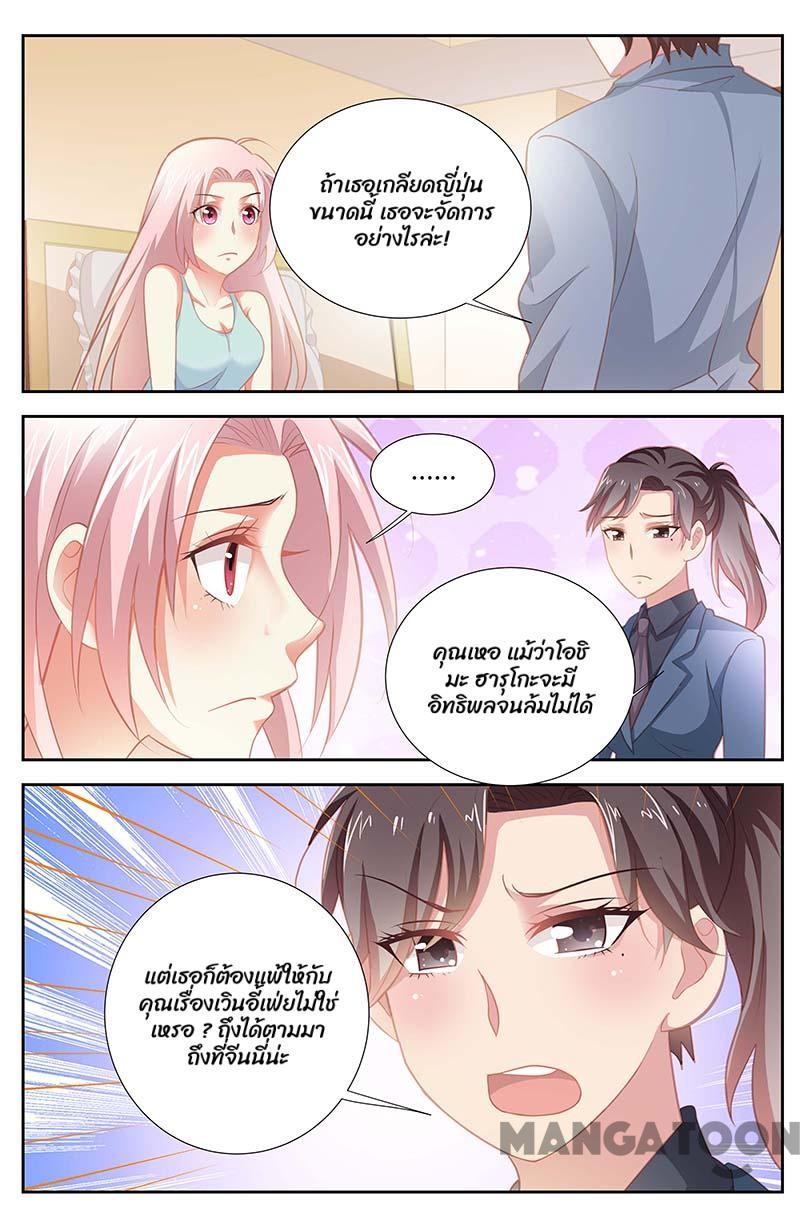 ถ้าเธอเกลียดญี่ปุ่น
ขนาดนี้ เธอจะจัดการ
อย่างไรล่ะ!
......
คุณเหอ แม้ว่าโอชิ
มะ ฮารุโกะจะมี
อิทธิพลจนล้มไม่ได้
แต่เธอก็ต้องแพ้ให้กับ
คุณเรื่องเวินอี้เฟ่ยไม่ใช่
เหรอ ? ถึงได้ตามมา
ถึงที่จีนนี่น่ะ
MANGATOON